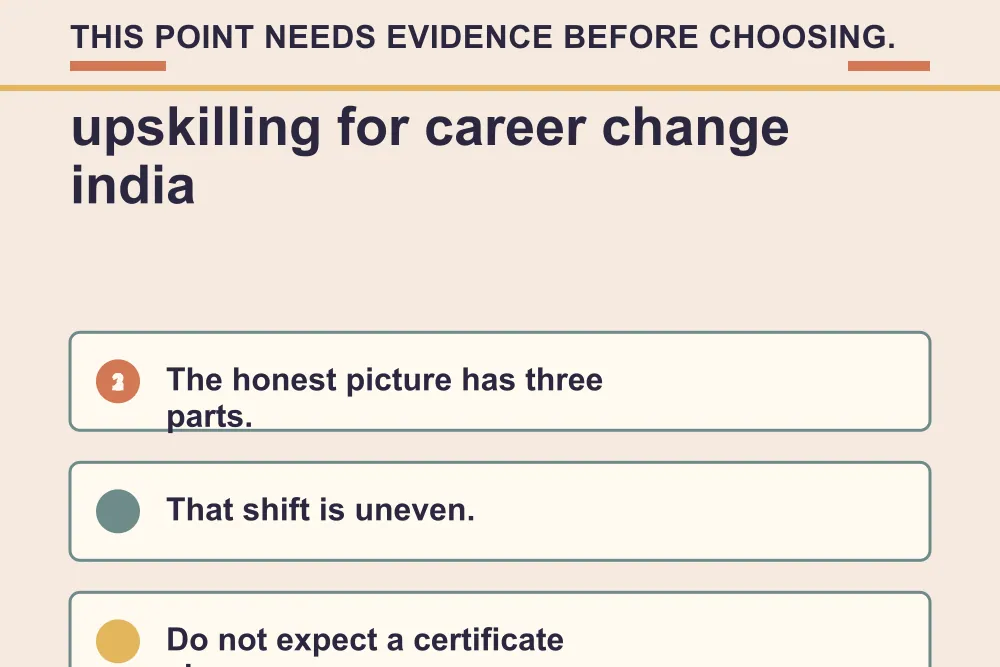 THIS POINT NEEDS EVIDENCE BEFORE CHOOSING.
upskilling for career change
india
The honest picture has three
parts.
That shift is uneven.
Do not expect a certificate